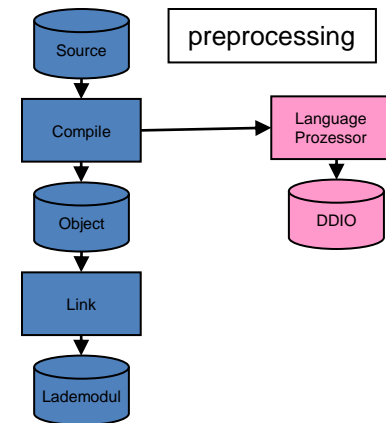 preprocessing
Source
Compile
Language
Prozessor
Object
DDIO
Link
Lademodul